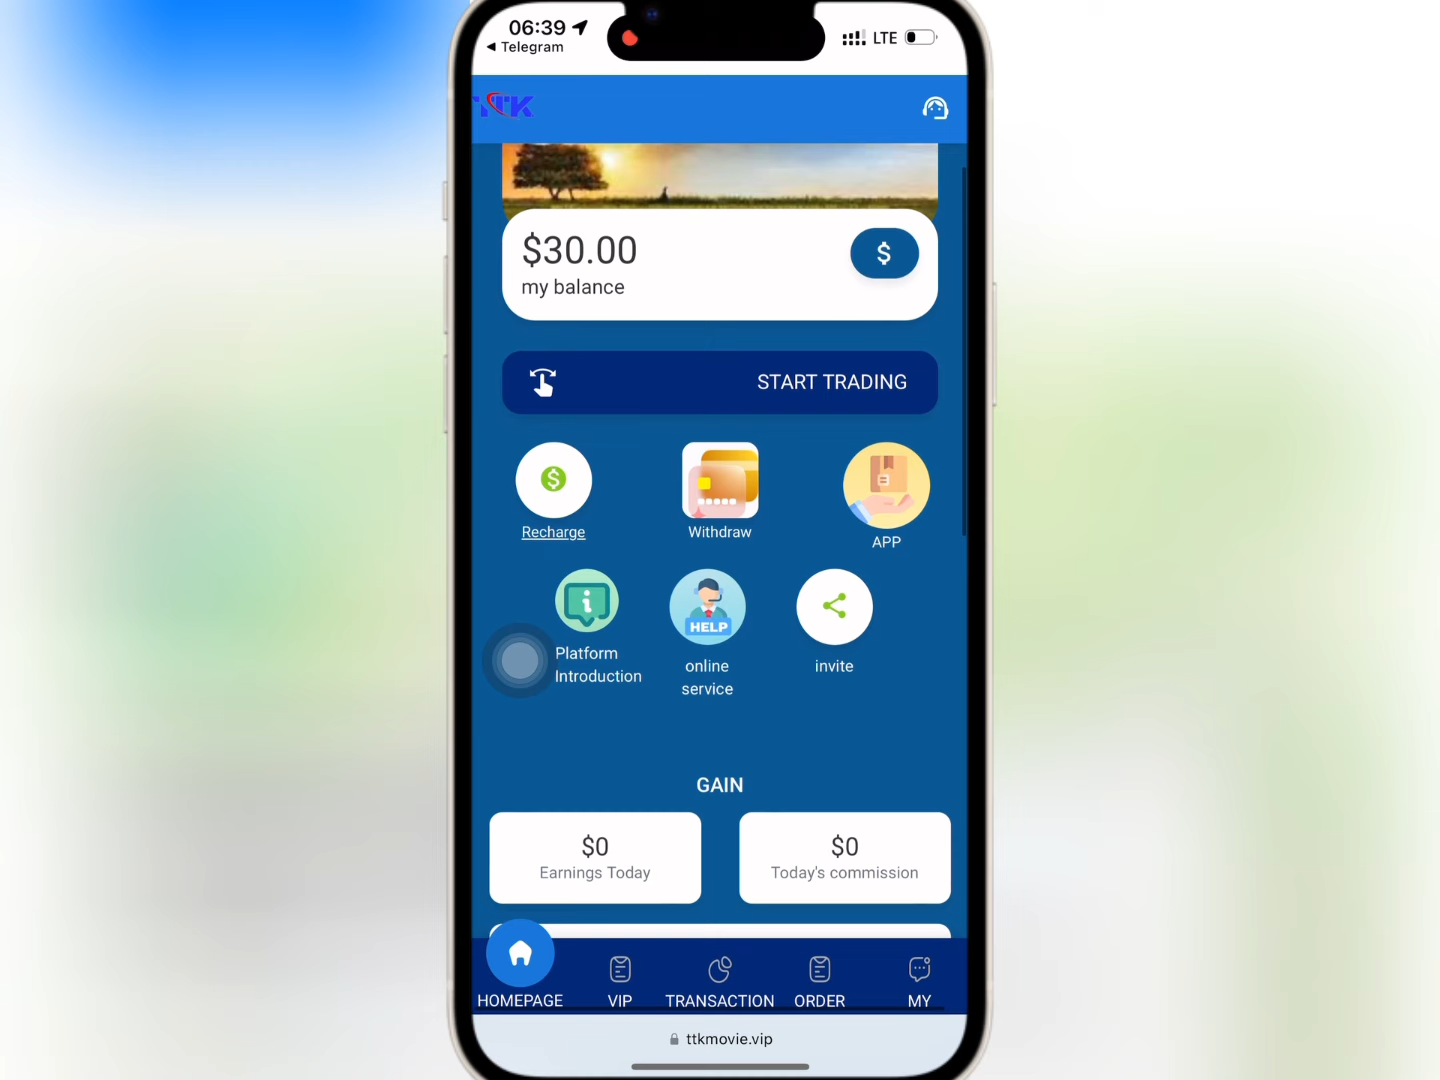 06:39
Telegram
LTE
TTK
$30.00
my balance
$
START TRADING
$
Recharge
Withdraw
APP
HELP
Platform
Introduction
online
service
invite
GAIN
$0
Earnings Today
$0
Today's commission
HOMEPAGE
VIP
TRANSACTION
ORDER
MY
ttkmovie.vip